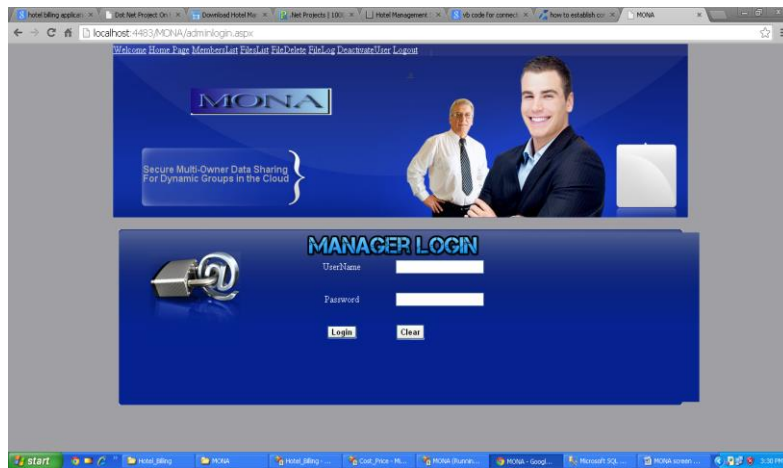 hotel billing applicati
Dot Net Project On
Download Hotel Ma
.Net Projects | 100
Hotel Management
vb code for connect
how to establish co
MONA
localhost:4483/MONA/adminlogin.aspx
Welcome Home Page MembersList FilesList FileDelete FileLog DeactivateUser Logout
MONA
Secure Multi-Owner Data Sharing
For Dynamic Groups in the Cloud
MANAGER LOGIN
UserName
Password
Login Clear
start
Hotel_Billing
MONA
Hotel_Billing - ...
Cost_Price - Mi...
MONA (Runnin...
MONA - Googl...
Microsoft SQL ...
MONA screen ...
3:30 PM